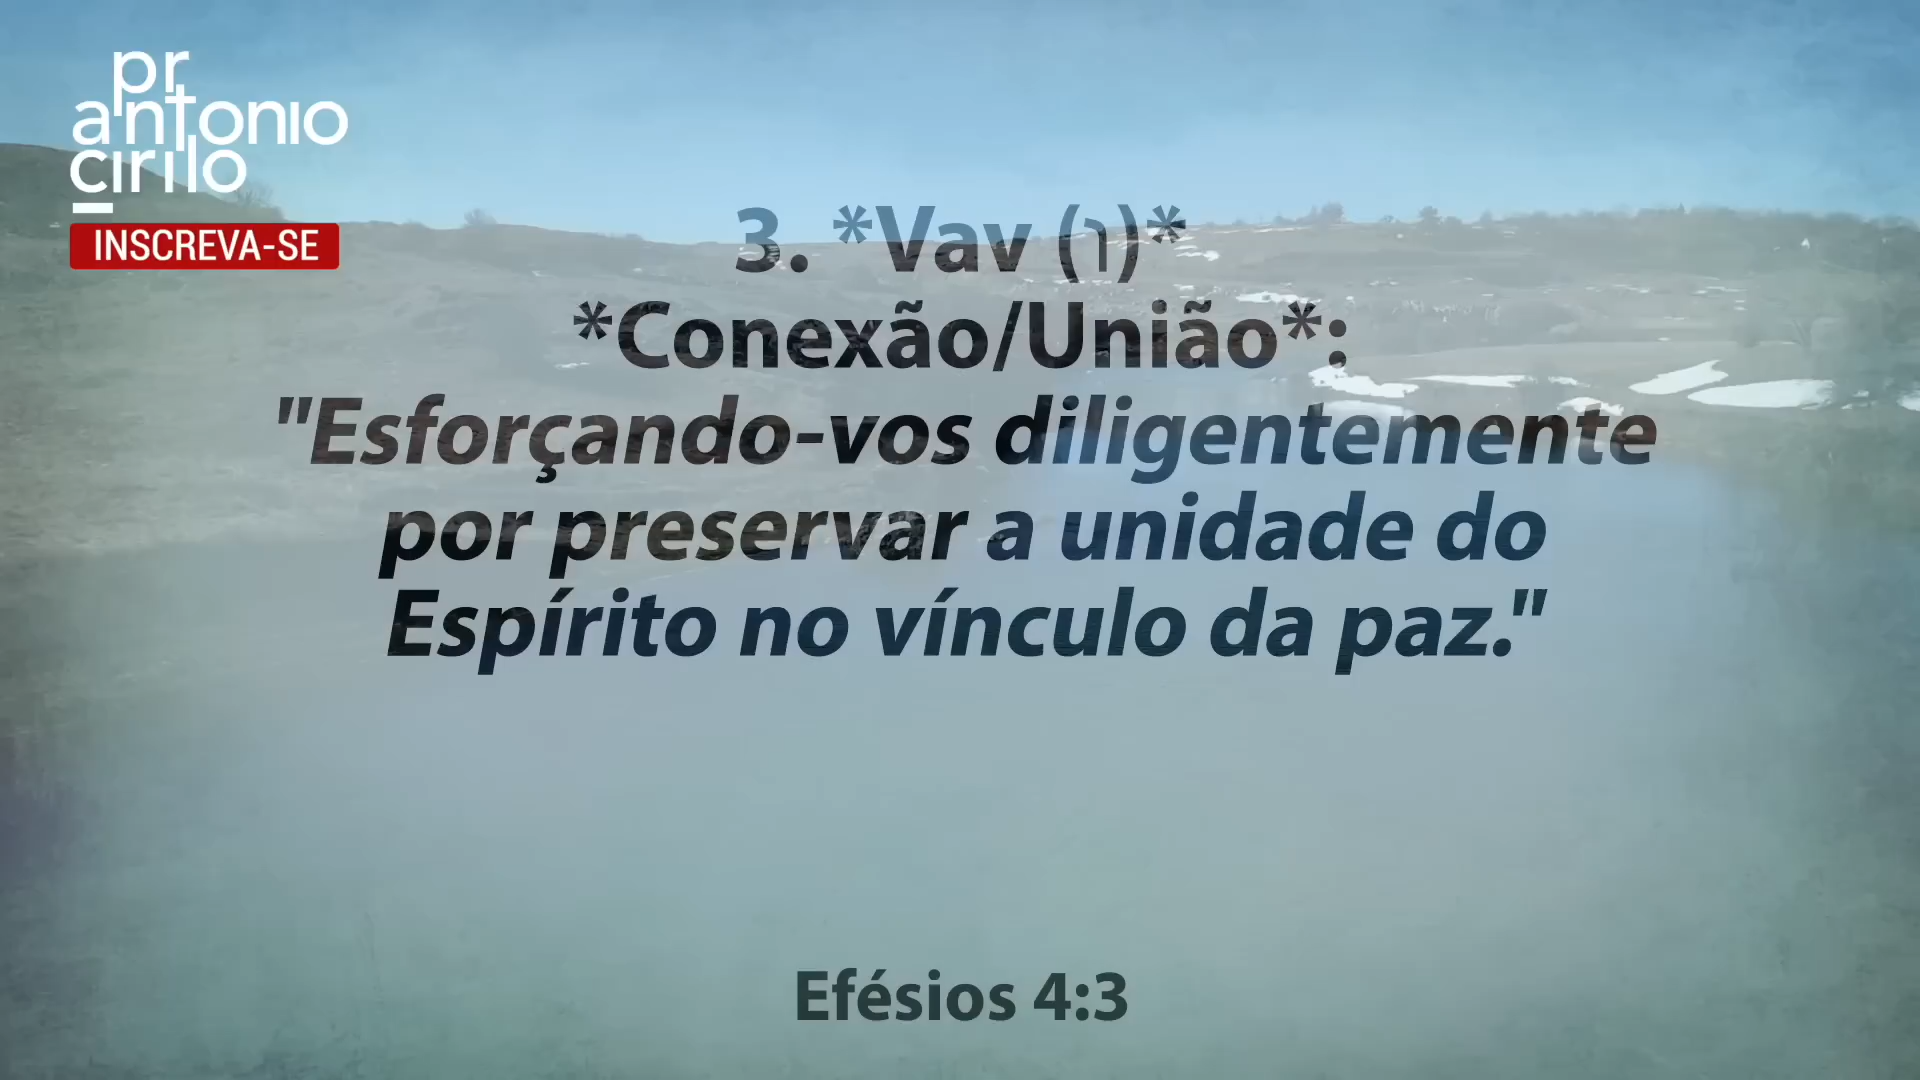 pr
antonio
cirilo
INSCREVA-SE
3. *Vav (ו)*
*Conexão/União*:
"Esforçando-vos diligentemente
por preservar a unidade do
Espírito no vínculo da paz."
Efésios 4:3